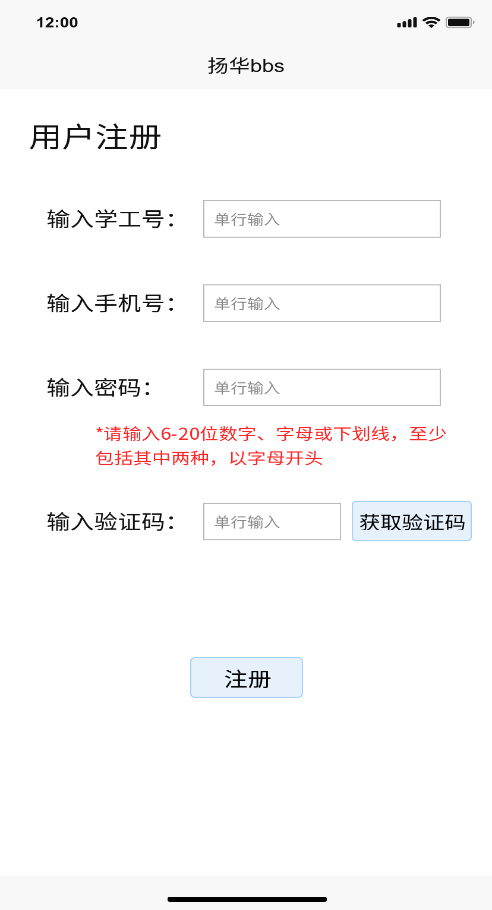 12:00
扬华bbs
用户注册
输入学工号：
单行输入
输入手机号：
单行输入
输入密码：
单行输入
*请输入6-20位数字、字母或下划线，至少
包括其中两种，以字母开头
输入验证码：
单行输入
获取验证码
注册